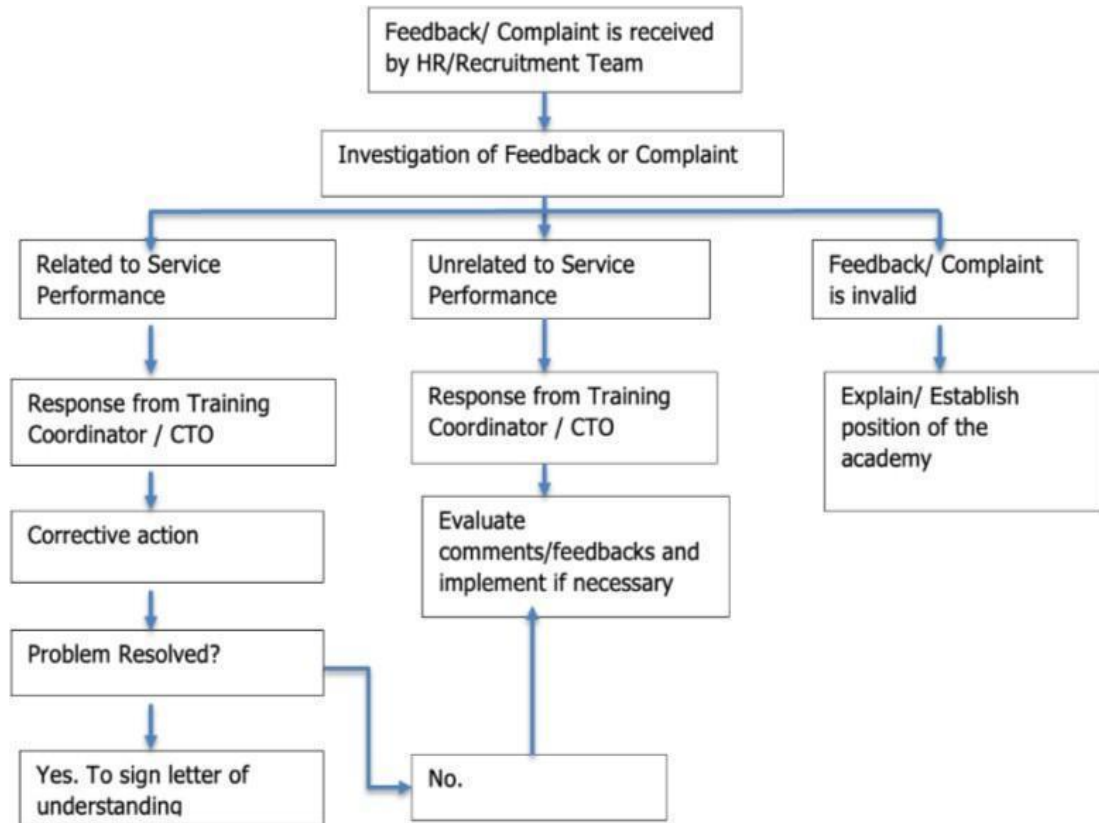 Feedback/ Complaint is received
by HR/Recruitment Team
Investigation of Feedback or Complaint
Related to Service
Performance
Unrelated to Service
Performance
Feedback/ Complaint
is invalid
Response from Training
Coordinator / CTO
Response from Training
Coordinator / CTO
Explain/ Establish
position of the
academy
Corrective action
Evaluate
comments/feedbacks and
implement if necessary
Problem Resolved?
Yes. To sign letter of
understanding
No.